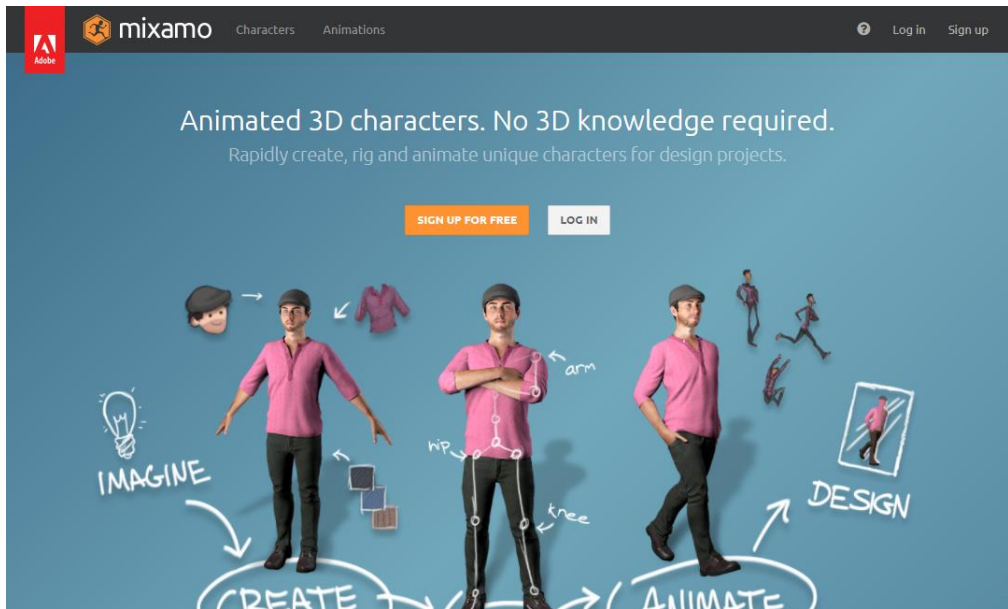 Adobe
mixamo
Characters
Animations
?
Log in
Sign up
Animated 3D characters. No 3D knowledge required.
Rapidly create, rig and animate unique characters for design projects.
SIGN UP FOR FREE
LOG IN
arm
hip
knee
IMAGINE
DESIGN
CREATE
ANIMATE